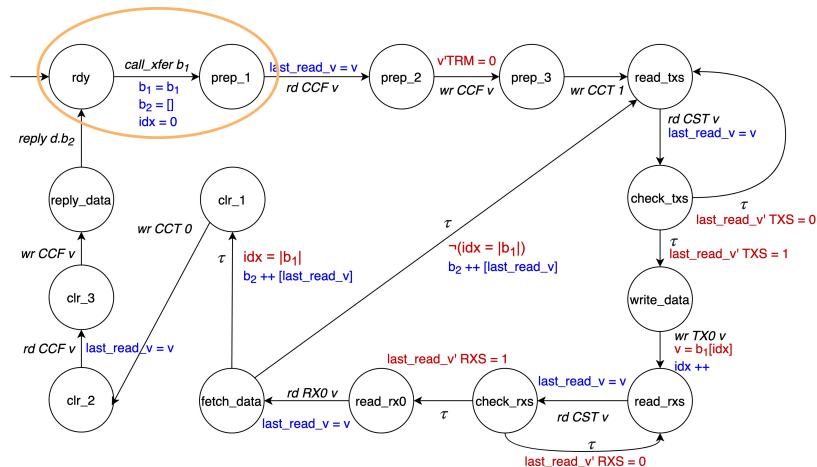 call_xfer b1
rdy
prep_1
b1 = b1
b2 = []
idx = 0
last_read_v = v
rd CCF v
prep_2
v'TRM = 0
wr CCF v
prep_3
wr CCT 1
read_txs
rd CST v
last_read_v = v
check_txs
τ
last_read_v' TXS = 0
τ
last_read_v' TXS = 1
write_data
wr TX0 v
v = b1[idx]
idx ++
read_rxs
last_read_v = v
rd CST v
check_rxs
τ
last_read_v' RXS = 0
last_read_v' RXS = 1
τ
read_rx0
rd RX0 v
last_read_v = v
fetch_data
τ
¬(idx = |b1|)
b2 ++ [last_read_v]
τ
idx = |b1|
b2 ++ [last_read_v]
clr_1
wr CCT 0
clr_2
rd CCF v
last_read_v = v
clr_3
wr CCF v
reply_data
reply d.b2